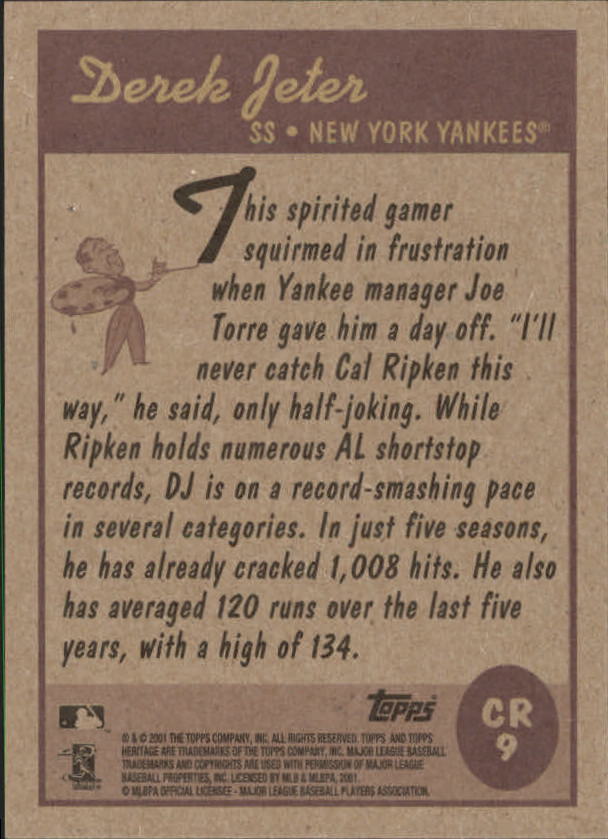 Derek Jeter
SS • NEW YORK YANKEES®
This spirited gamer
squirmed in frustration
when Yankee manager Joe
Torre gave him a day off. "I'll
never catch Cal Ripken this
way," he said, only half-joking. While
Ripken holds numerous AL shortstop
records, DJ is on a record-smashing pace
in several categories. In just five seasons,
he has already cracked 1,008 hits. He also
has averaged 120 runs over the last five
years, with a high of 134.
Topps
CR
9
® & © 2001 THE TOPPS COMPANY, INC. ALL RIGHTS RESERVED. TOPPS AND TOPPS
HERITAGE ARE TRADEMARKS OF THE TOPPS COMPANY, INC. MAJOR LEAGUE BASEBALL
TRADEMARKS AND COPYRIGHTS ARE USED WITH PERMISSION OF MAJOR LEAGUE
BASEBALL PROPERTIES, INC. LICENSED BY MLB & MLBPA, 2001.
© MLBPA OFFICIAL LICENSEE - MAJOR LEAGUE BASEBALL PLAYERS ASSOCIATION.